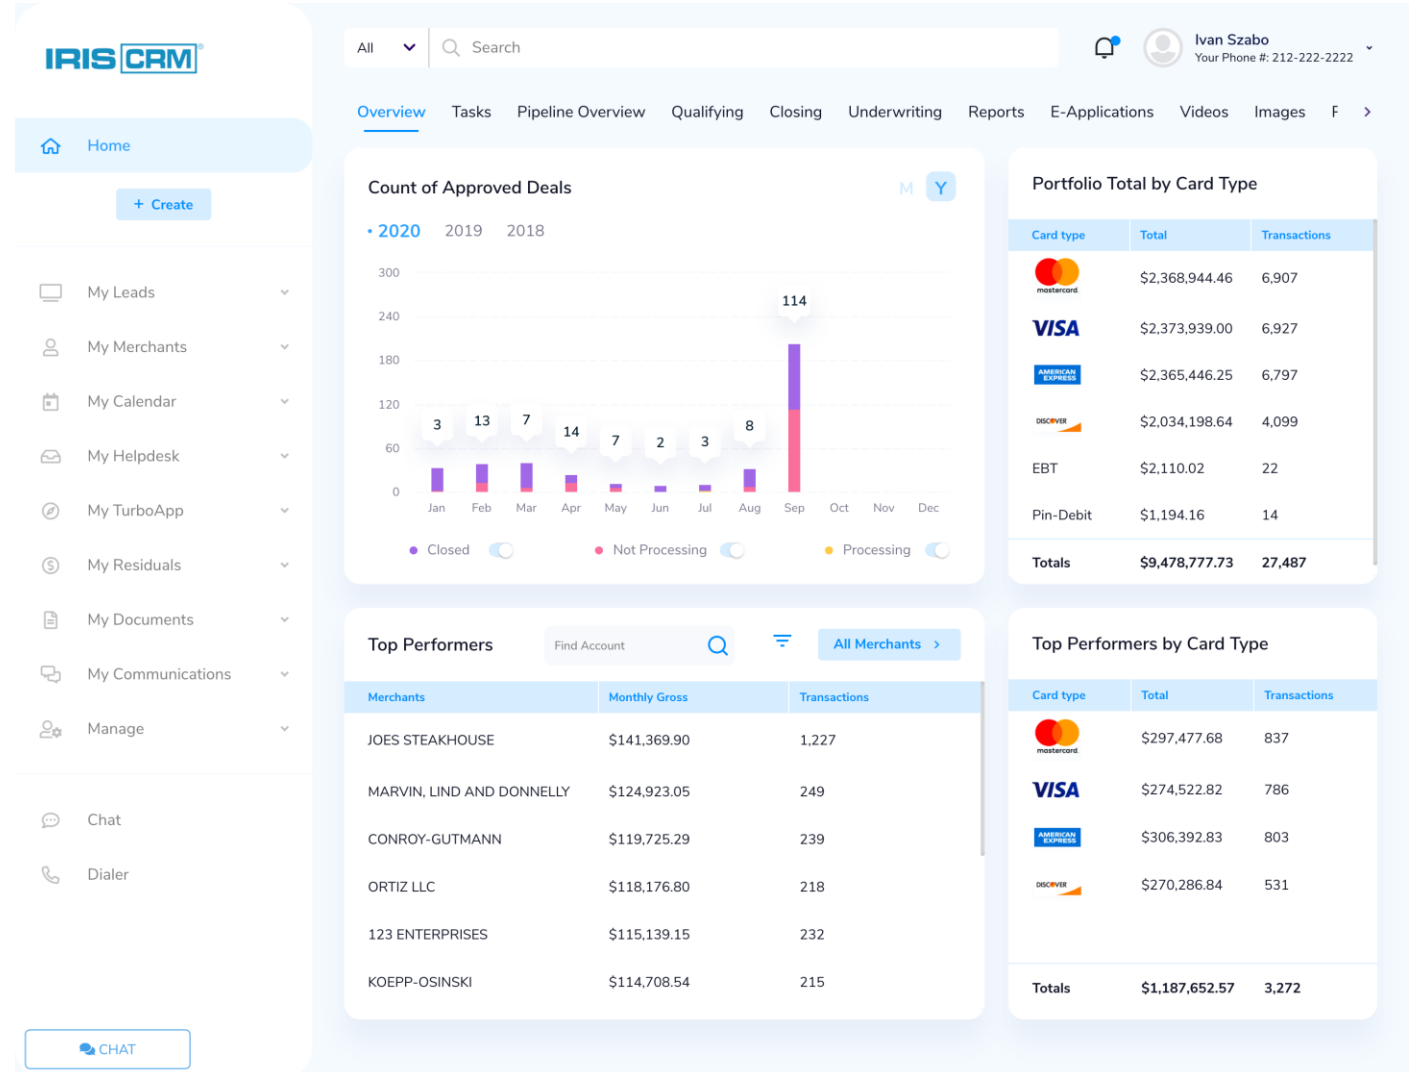 IRIS CRM®
All
Search
Ivan Szabo
Your Phone #: 212-222-2222
Overview Tasks Pipeline Overview Qualifying Closing Underwriting Reports E-Applications Videos Images
Home
+ Create
My Leads
My Merchants
My Calendar
My Helpdesk
My TurboApp
My Residuals
My Documents
My Communications
Manage
Chat
Dialer
CHAT
Count of Approved Deals
M Y
• 2020 2019 2018
300
240
180
120
60
0
3 13 7 14 7 2 3 8 114
Jan Feb Mar Apr May Jun Jul Aug Sep Oct Nov Dec
Closed Not Processing Processing
Portfolio Total by Card Type
Card type Total Transactions
mastercard $2,368,944.46 6,907
VISA $2,373,939.00 6,927
AMERICAN
EXPRESS $2,365,446.25 6,797
DISCOVER $2,034,198.64 4,099
EBT $2,110.02 22
Pin-Debit $1,194.16 14
Totals $9,478,777.73 27,487
Top Performers
Find Account
All Merchants >
Merchants Monthly Gross Transactions
JOES STEAKHOUSE $141,369.90 1,227
MARVIN, LIND AND DONNELLY $124,923.05 249
CONROY-GUTMANN $119,725.29 239
ORTIZ LLC $118,176.80 218
123 ENTERPRISES $115,139.15 232
KOEPP-OSINSKI $114,708.54 215
Top Performers by Card Type
Card type Total Transactions
mastercard $297,477.68 837
VISA $274,522.82 786
AMERICAN
EXPRESS $306,392.83 803
DISCOVER $270,286.84 531
Totals $1,187,652.57 3,272